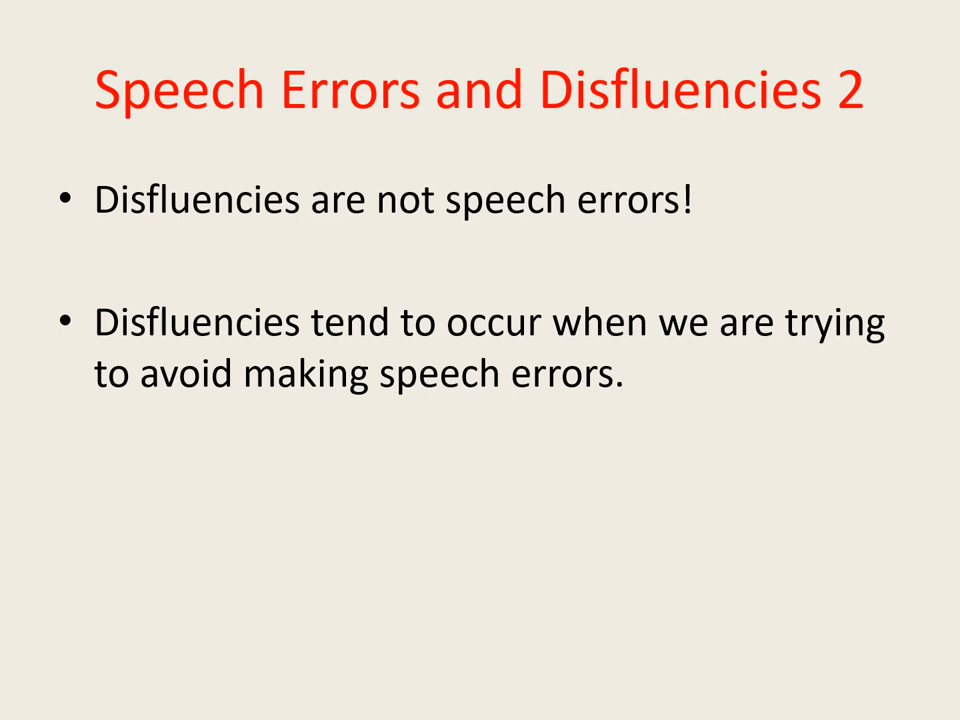 Speech Errors and Disfluencies 2
• Disfluencies are not speech errors!
• Disfluencies tend to occur when we are trying
to avoid making speech errors.